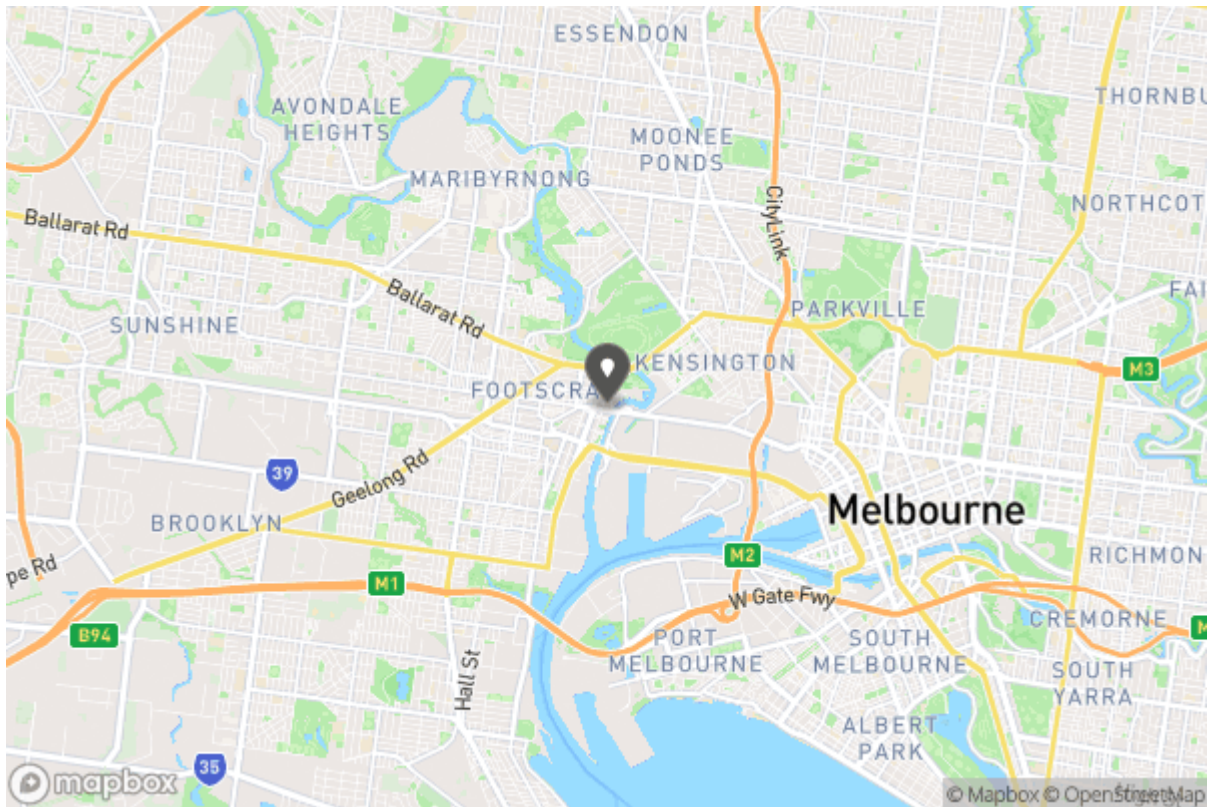 ESSENDON
THORNBU
AVONDALE
HEIGHTS
MOONEE
PONDS
MARIBYRNONG
CityLink
NORTHCOT
Ballarat Rd
Ballarat Rd
FAI
PARKVILLE
SUNSHINE
KENSINGTON
M3
FOOTSCRA
39
Geelong Rd
Melbourne
BROOKLYN
M2
RICHMON
pe Rd
M1
W Gate Fwy
B94
CREMORNE
M
PORT
MELBOURNE
SOUTH
MELBOURNE
Hall St
SOUTH
YARRA
ALBERT
PARK
35
mapbox
© Mapbox © OpenStreetMap